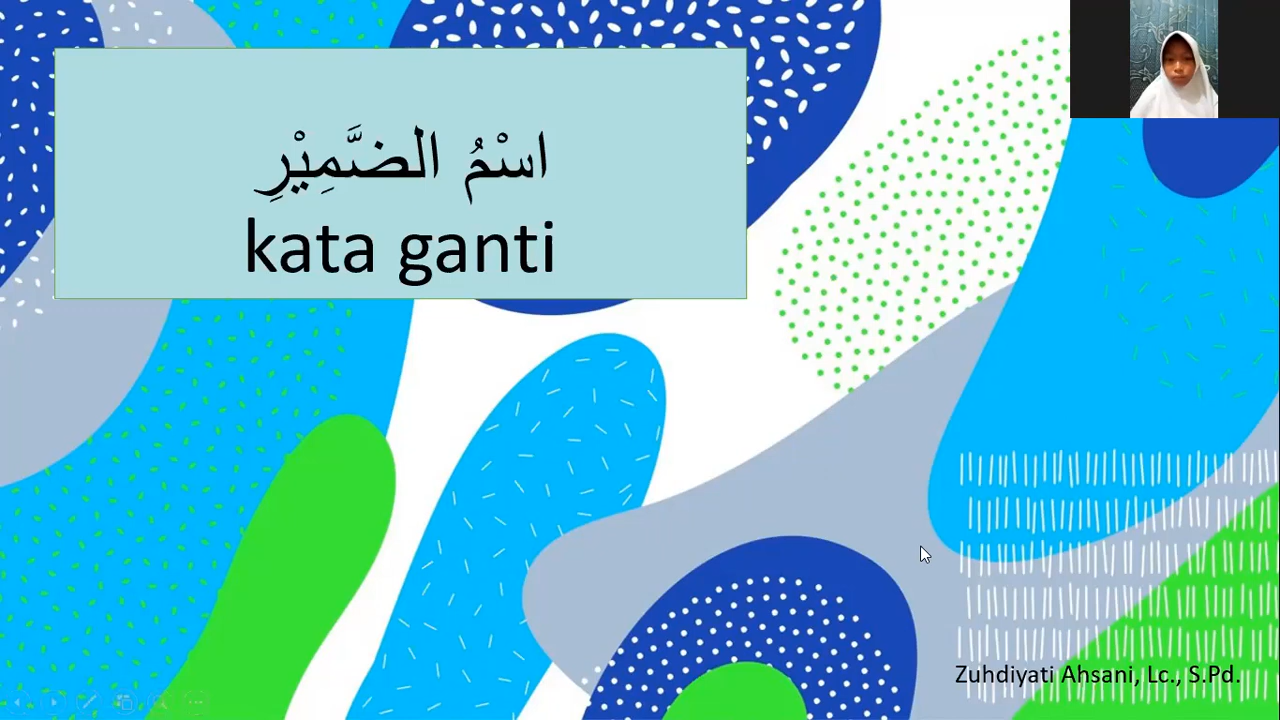 اسْمُ الضَّمِيْرِ
kata ganti
Zuhdiyati Ahsani, Lc., S.Pd.